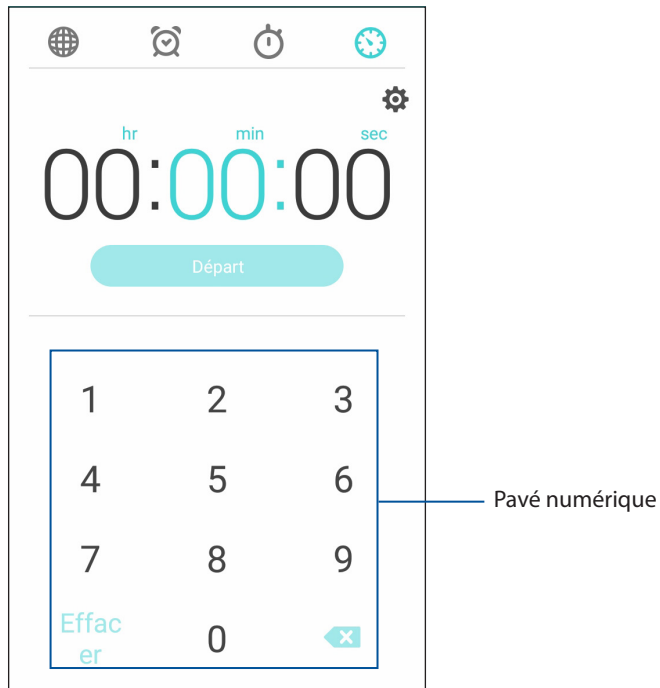 hr min sec
00:00:00
Départ
1 2 3
4 5 6
Pavé numérique
7 8 9
Effac
er
0